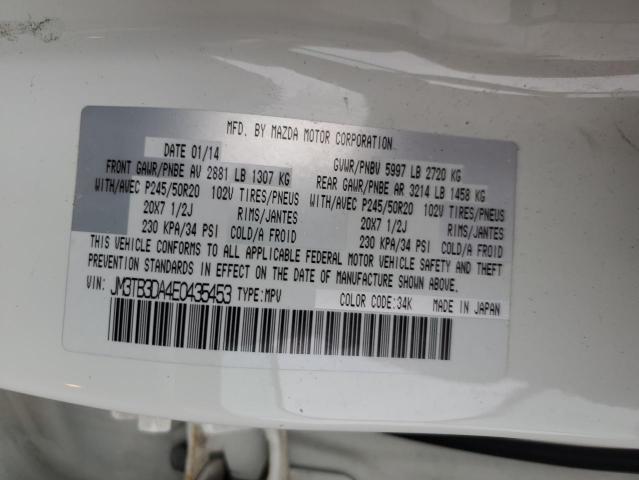 MFD. BY MAZDA MOTOR CORPORATION
DATE 01/14 GVWR/PNBV 5997 LB 2720 KG
FRONT GAWR/PNBE AV 2881 LB 1307 KG REAR GAWR/PNBE AR 3214 LB 1458 KG
WITH/AVEC P245/50R20 102V TIRES/PNEUS WITH/AVEC P245/50R20 102V TIRES/PNEUS
20X7 1/2J RIMS/JANTES 20X7 1/2J RIMS/JANTES
230 KPA/34 PSI COLD/A FROID 230 KPA/34 PSI COLD/A FROID
THIS VEHICLE CONFORMS TO ALL APPLICABLE FEDERAL MOTOR VEHICLE SAFETY AND THEFT
PREVENTION STANDARDS IN EFFECT ON THE DATE OF MANUFACTURE SHOWN ABOVE.
VIN: JM3TB3DA4E0435453 TYPE:MPV COLOR CODE:34K MADE IN JAPAN